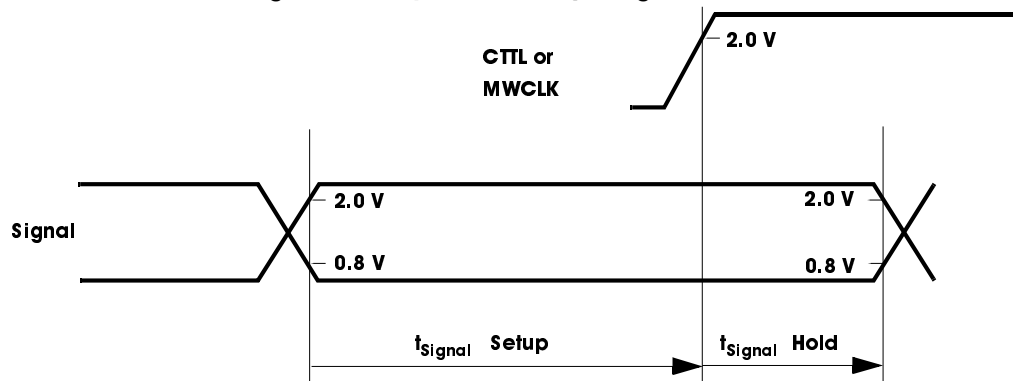 CTTL or
MWCLK
2.0 V
Signal
2.0 V
2.0 V
0.8 V
0.8 V
tSignal Setup
tSignal Hold